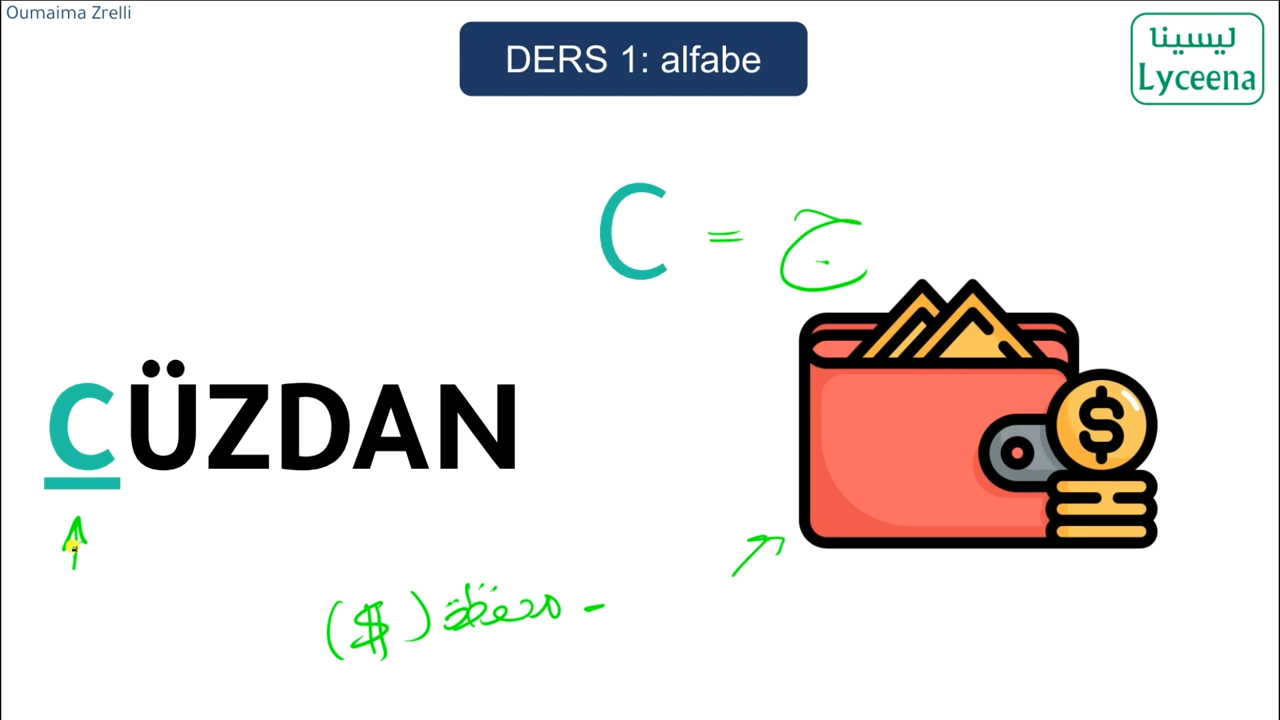 Oumaima Zrelli
DERS 1: alfabe
ليسينا
Lyceena
C = ج
CÜZDAN
- محفظة ($)